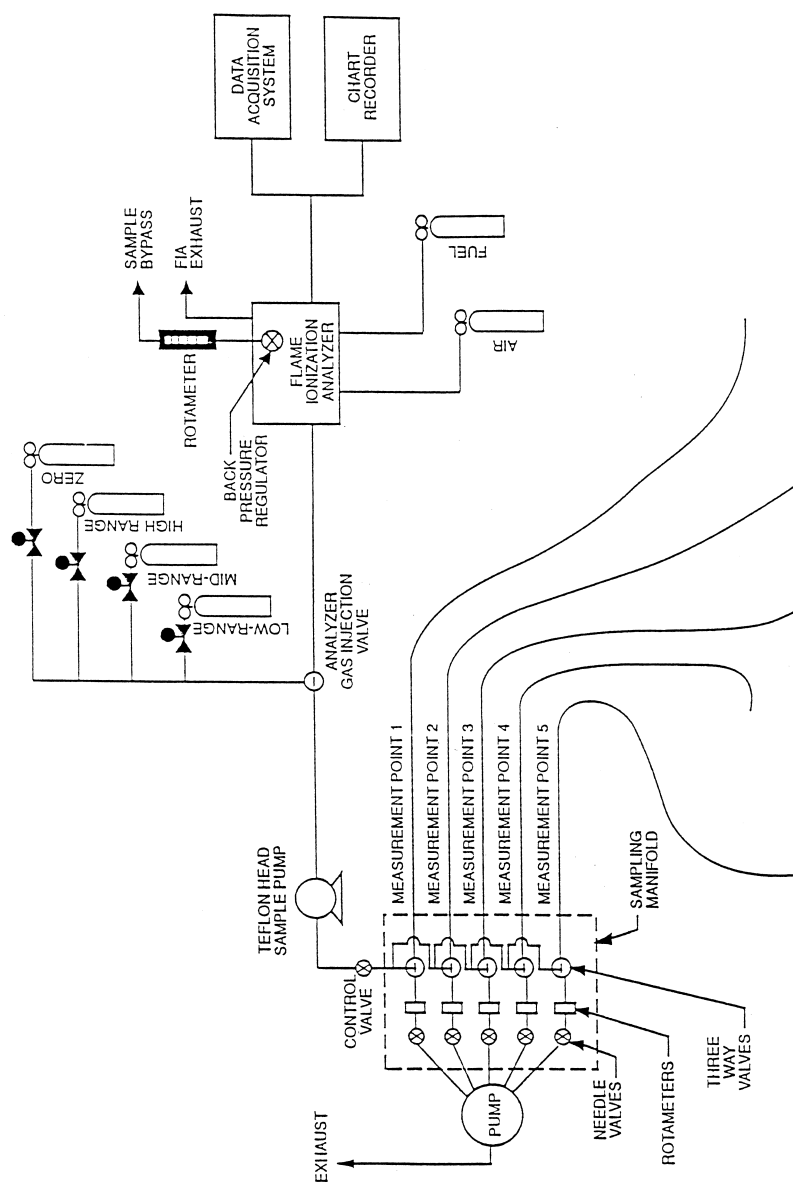 EXHAUST
PUMP
NEEDLE
VALVES
ROTAMETERS
THREE
WAY
VALVES
SAMPLING
MANIFOLD
CONTROL
VALVE
TEFLON HEAD
SAMPLE PUMP
MEASUREMENT POINT 1
MEASUREMENT POINT 2
MEASUREMENT POINT 3
MEASUREMENT POINT 4
MEASUREMENT POINT 5
ANALYZER
GAS INJECTION
VALVE
ZERO
HIGH RANGE
MID-RANGE
LOW-RANGE
BACK
PRESSURE
REGULATOR
ROTAMETER
SAMPLE
BYPASS
FIA
EXHAUST
FLAME
IONIZATION
ANALYZER
AIR
FUEL
DATA
ACQUISITION
SYSTEM
CHART
RECORDER